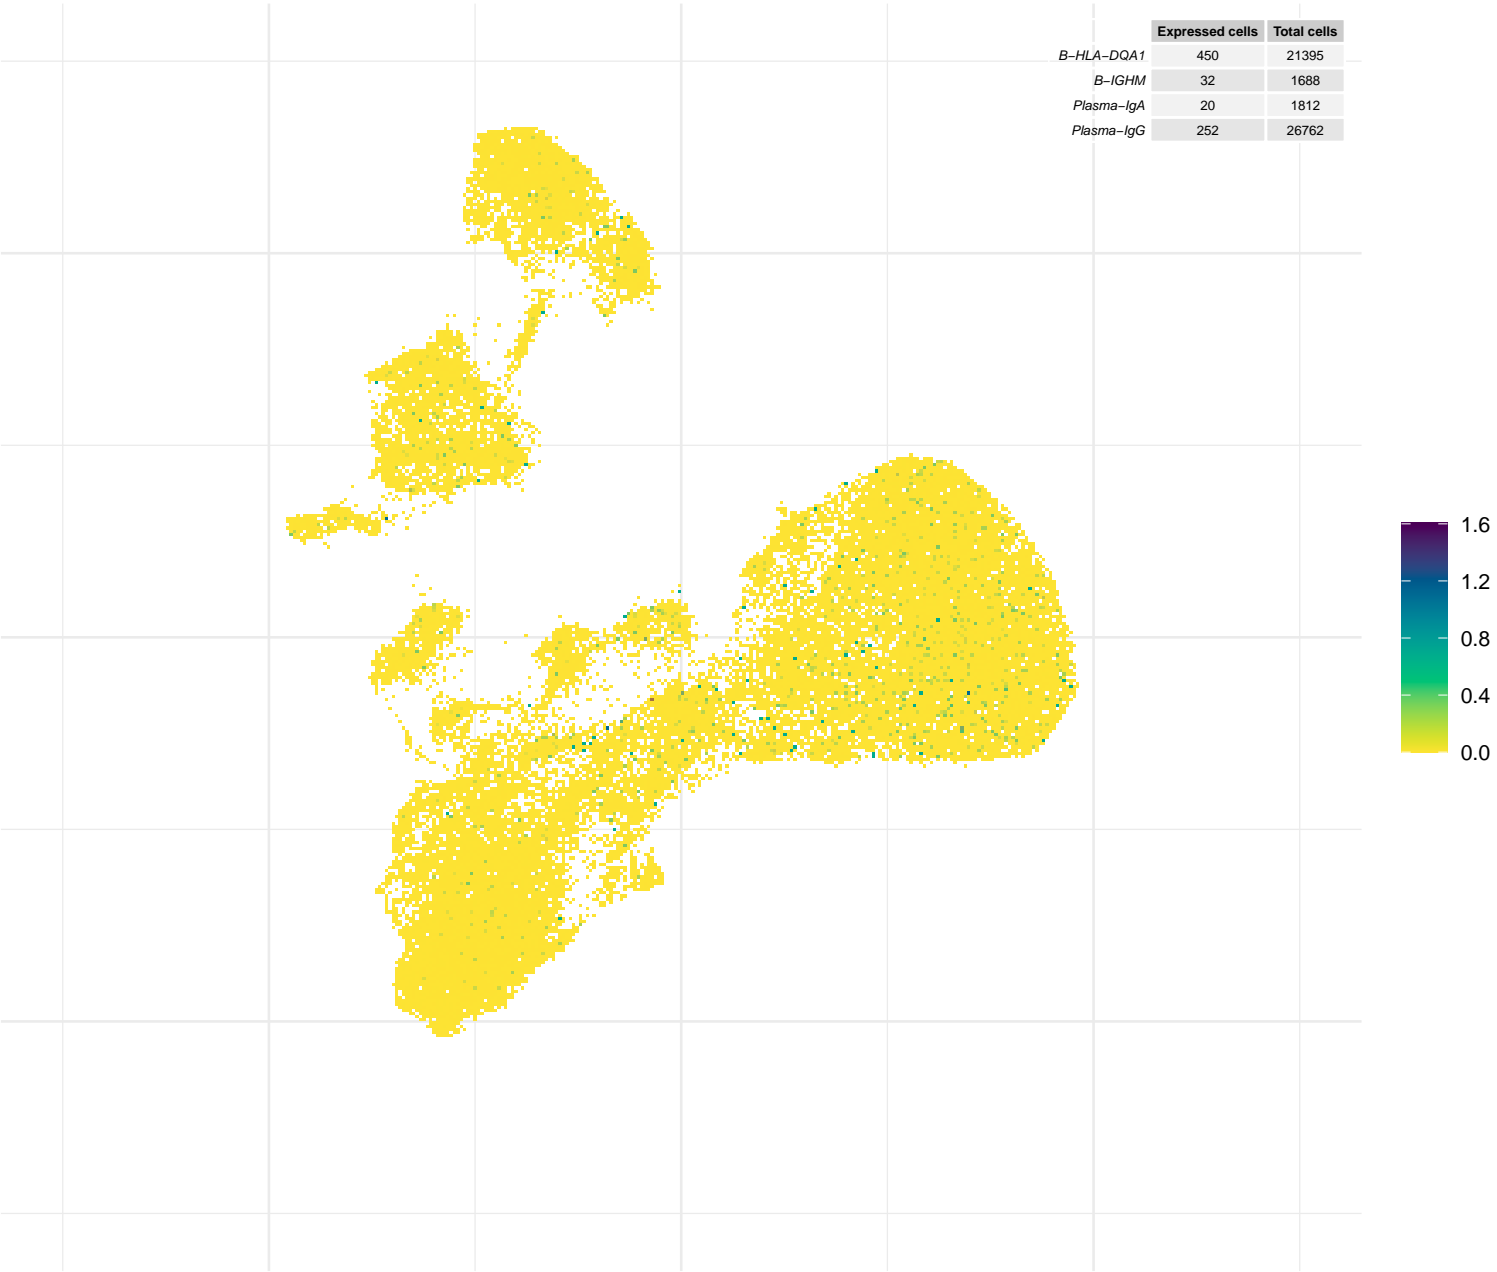 Expressed cells Total cells
B−HLA−DQA1 450 21395
B−IGHM 32 1688
Plasma−IgA 20 1812
Plasma−IgG 252 26762
1.6
1.2
0.8
0.4
0.0